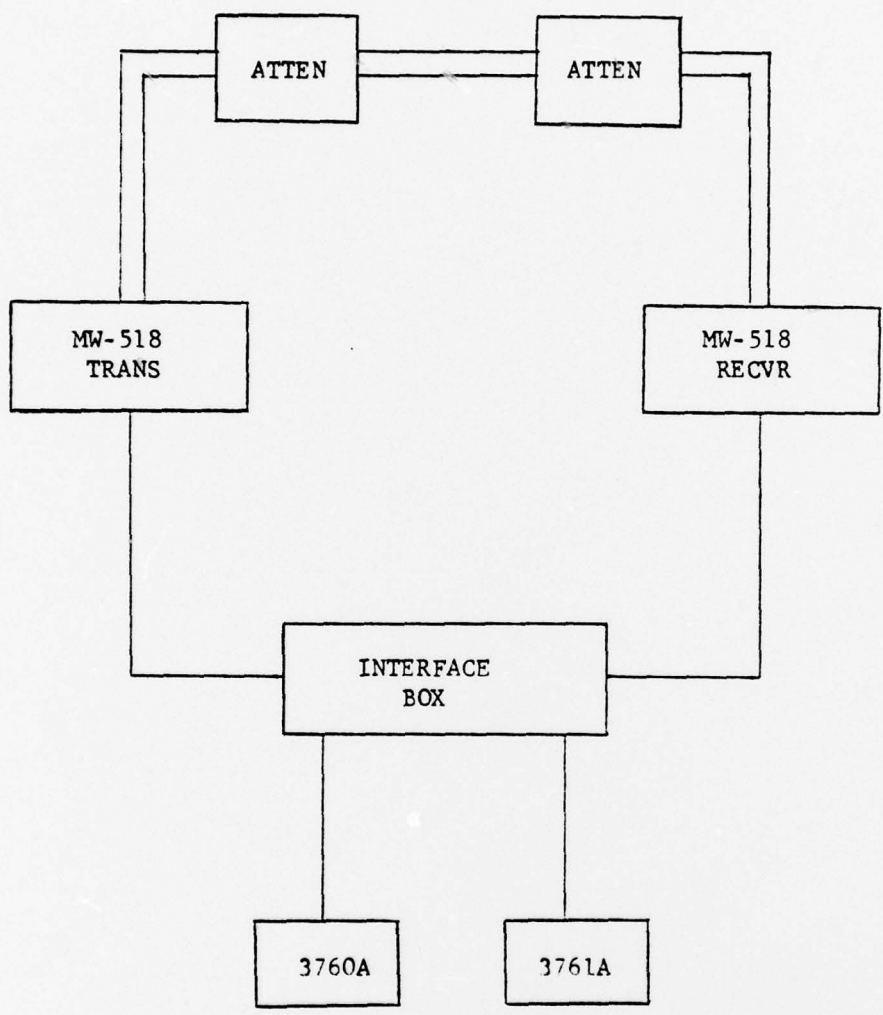 ATTEN
ATTEN
MW-518
TRANS
MW-518
RECVR
INTERFACE
BOX
3760A
3761A